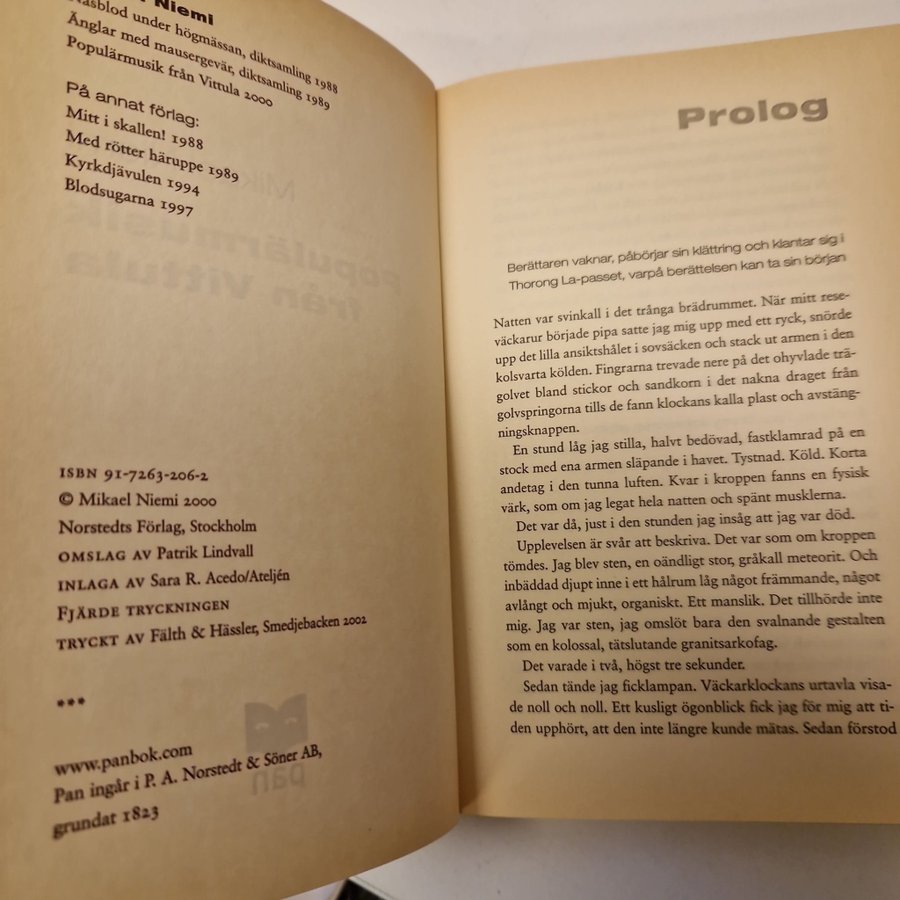 Niemi
Näsblod under högmässan, diktsamling 1988
Änglar med mausergevär, diktsamling 1989
Populärmusik från Vittula 2000
På annat förlag:
Mitt i skallen! 1988
Med rötter häruppe 1989
Kyrkdjävulen 1994
Blodsugarna 1997
ISBN 91-7263-206-2
© Mikael Niemi 2000
Norstedts Förlag, Stockholm
OMSLAG AV Patrik Lindvall
INLAGA AV Sara R. Acedo/Ateljén
FJÄRDE TRYCKNINGEN
TRYCKT AV Fälth & Hässler, Smedjebacken 2002
***
www.panbok.com
Pan ingår i P. A. Norstedt & Söner AB,
grundat 1823
Prolog
Berättaren vaknar, påbörjar sin klättring och klantar sig i
Thorong La-passet, varpå berättelsen kan ta sin början
Natten var svinkall i det trånga brädrummet. När mitt rese-
väckarur började pipa satte jag mig upp med ett ryck, snörde
upp det lilla ansiktshålet i sovsäcken och stack ut armen i den
kolsvarta kölden. Fingrarna trevade nere på det ohyvlade trä-
golvet bland stickor och sandkorn i det nakna draget från
golvspringorna tills de fann klockans kalla plast och avstäng-
ningsknappen.
En stund låg jag stilla, halvt bedövad, fastklamrad på en
stock med ena armen släpande i havet. Tystnad. Köld. Korta
andetag i den tunna luften. Kvar i kroppen fanns en fysisk
värk, som om jag legat hela natten och spänt musklerna.
Det var då, just i den stunden jag insåg att jag var död.
Upplevelsen är svår att beskriva. Det var som om kroppen
tömdes. Jag blev sten, en oändligt stor, gråkall meteorit. Och
inbäddad djupt inne i ett hålrum låg något främmande, något
avlångt och mjukt, organiskt. Ett manslik. Det tillhörde inte
mig. Jag var sten, jag omslöt bara den svalnande gestalten
som en kolossal, tätslutande granitsarkofag.
Det varade i två, högst tre sekunder.
Sedan tände jag ficklampan. Väckarklockans urtavla visa-
de noll och noll. Ett kusligt ögonblick fick jag för mig att ti-
den upphört, att den inte längre kunde mätas. Sedan förstod